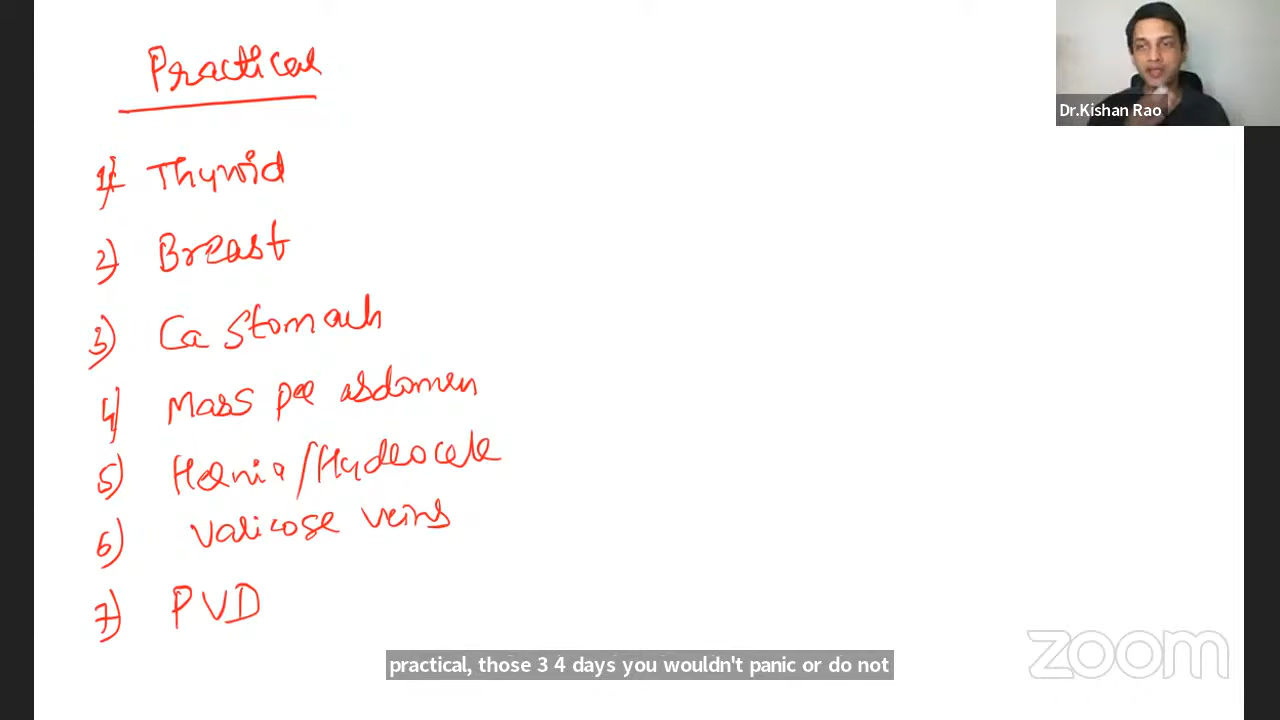 Practical
1) Thyroid
2) Breast
3) Ca Stomach
4) Mass per abdomen
5) Hernia/Hydrocele
6) Varicose veins
7) PVD
Dr.Kishan Rao
practical, those 3 4 days you wouldn't panic or do not
zoom